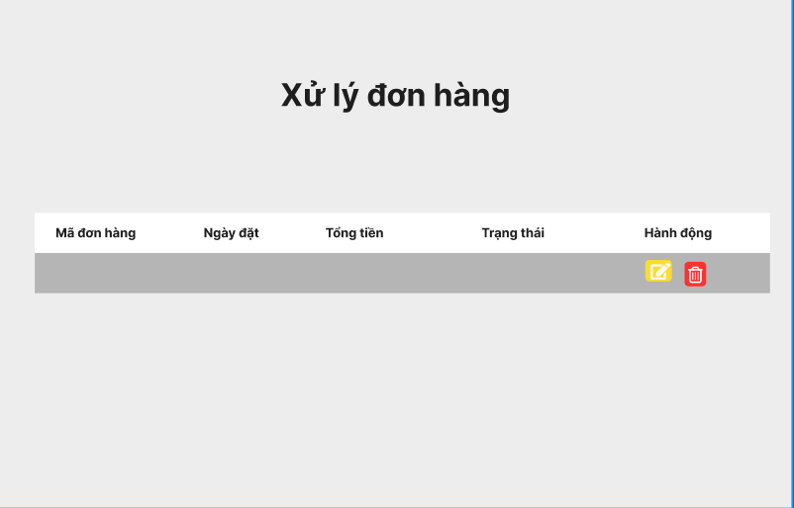 Xử lý đơn hàng
Mã đơn hàng Ngày đặt Tổng tiền Trạng thái Hành động